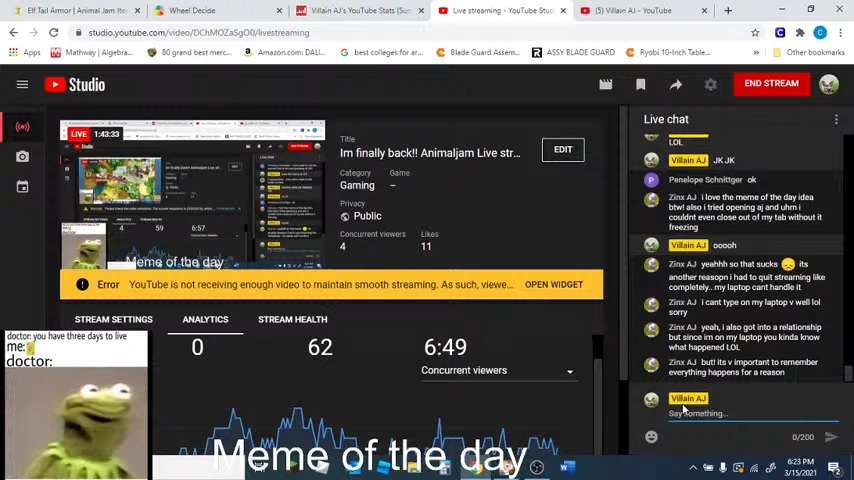 Elf Tail Armor | Animal Jam Ite
Wheel Decide
Villain AJ's YouTube Stats (Sum
Live streaming - YouTube Stud
(5) Villain AJ - YouTube
studio.youtube.com/video/DChMOZaSgO0/livestreaming
Mathway | Algebra...
80 grand best merc...
Amazon.com: DALI...
best colleges for ar...
Blade Guard Assem...
ASSY BLADE GUARD
Ryobi 10-Inch Table...
Other bookmarks
Studio
END STREAM
LIVE 1:43:33
Title
Im finally back!! Animaljam Live str...
EDIT
Category
Game
Gaming
–
Privacy
Public
Concurrent viewers
Likes
4
11
4
59
6:57
Meme of the day
Error
YouTube is not receiving enough video to maintain smooth streaming. As such, viewe...
OPEN WIDGET
STREAM SETTINGS
ANALYTICS
STREAM HEALTH
0
62
6:49
Concurrent viewers
doctor: you have three days to live
me:
doctor:
Meme of the day
Live chat
LOL
Villain AJ JK JK
Penelope Schnittger ok
Zinx AJ i love the meme of the day idea
btw! also i tried opening aj and uhm i
couldnt even close out of my tab without it
freezing
Villain AJ ooooh
Zinx AJ yeahhh so that sucks its
another reasopn i had to quit streaming like
completely.. my laptop cant handle it
Zinx AJ i cant type on my laptop v well lol
sorry
Zinx AJ yeah, i also got into a relationship
but since im on my laptop you kinda know
what happened LOL
Zinx AJ but! its v important to remember
everything happens for a reason
Villain AJ
Say something...
0/200
6:23 PM
3/15/2021